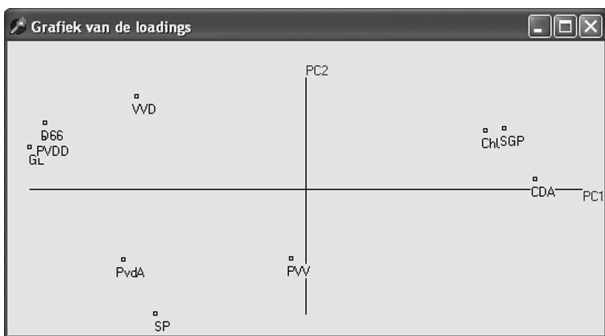 Grafiek van de loadings
PC2
VVD
D66
PVDD
GL
ChU
SGP
CDA
PC1
PvdA
PVV
SP